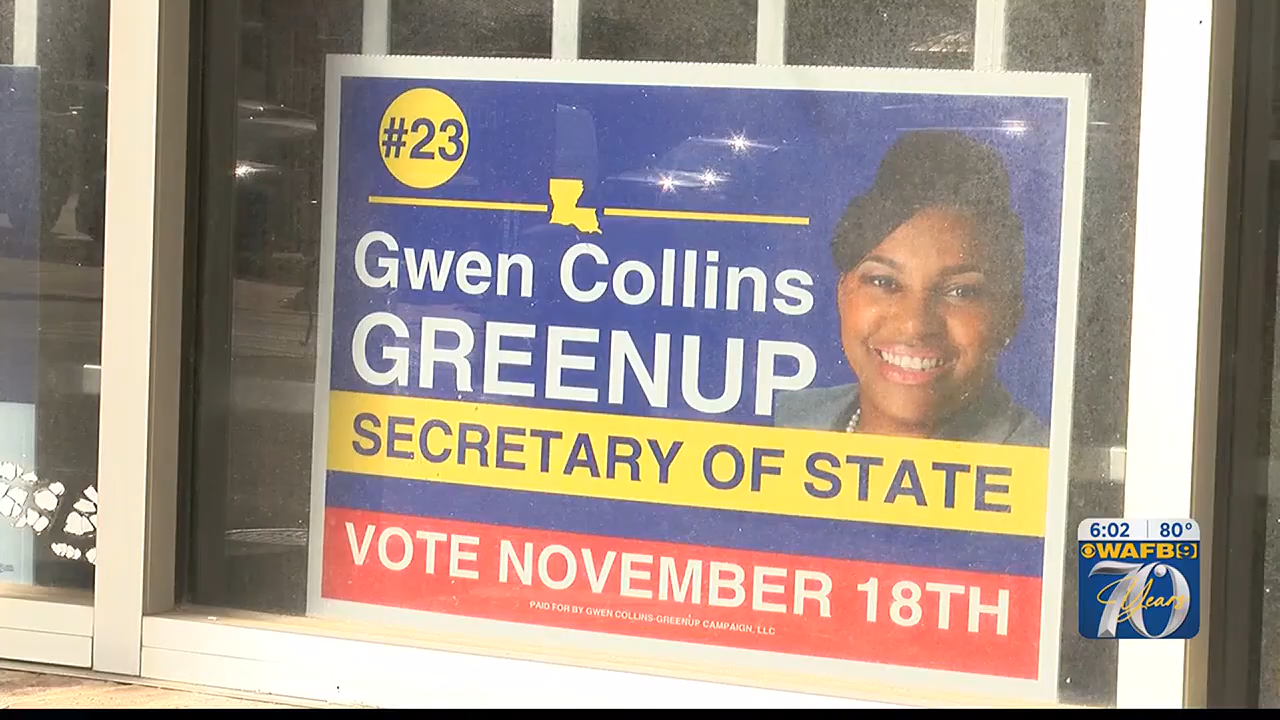 #23
Gwen Collins
GREENUP
SECRETARY OF STATE
VOTE NOVEMBER 18TH
PAID FOR BY GWEN COLLINS-GREENUP CAMPAIGN, LLC
6:02 80°
WAFB 9
70
Years